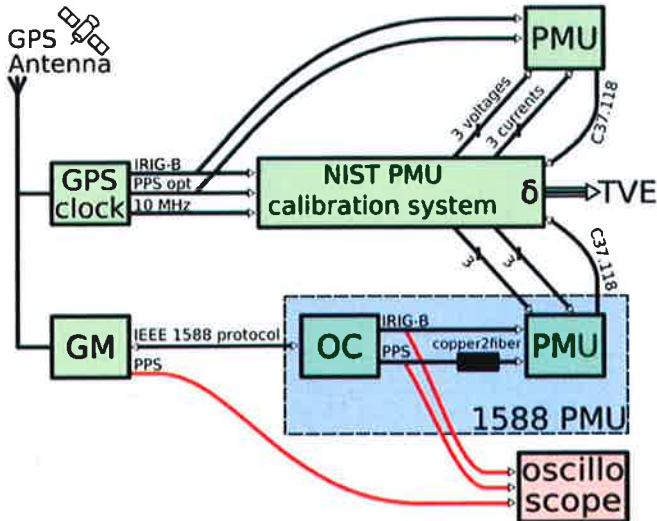 GPS
Antenna
PMU
3 voltages
3 currents
C37.118
GPS
clock
IRIG-B
PPS opt
10 MHz
NIST PMU
calibration system
δ
TVE
3
3
C37.118
GM
IEEE 1588 protocol
PPS
OC
IRIG-B
PPS
copper2fiber
PMU
1588 PMU
oscillo
scope